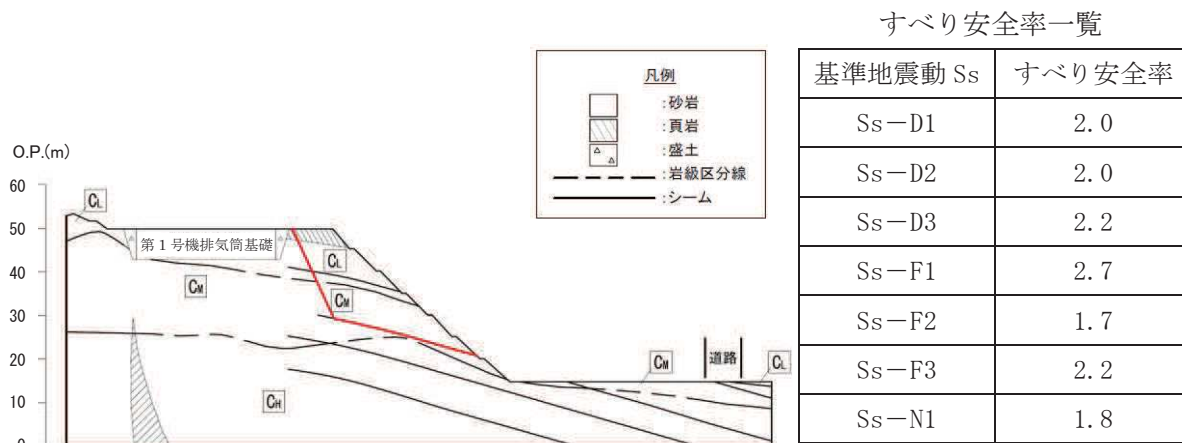 すべり安全率一覧
基準地震動 Ss すべり安全率
Ss－D1 2.0
Ss－D2 2.0
Ss－D3 2.2
Ss－F1 2.7
Ss－F2 1.7
Ss－F3 2.2
Ss－N1 1.8
凡例
:砂岩
:頁岩
:盛土
:岩級区分線
:シーム
O.P.(m)
60
50
40
30
20
10
0
CL
第1号機排気筒基礎
CL
CM
CM
CH
CM
道路
CL